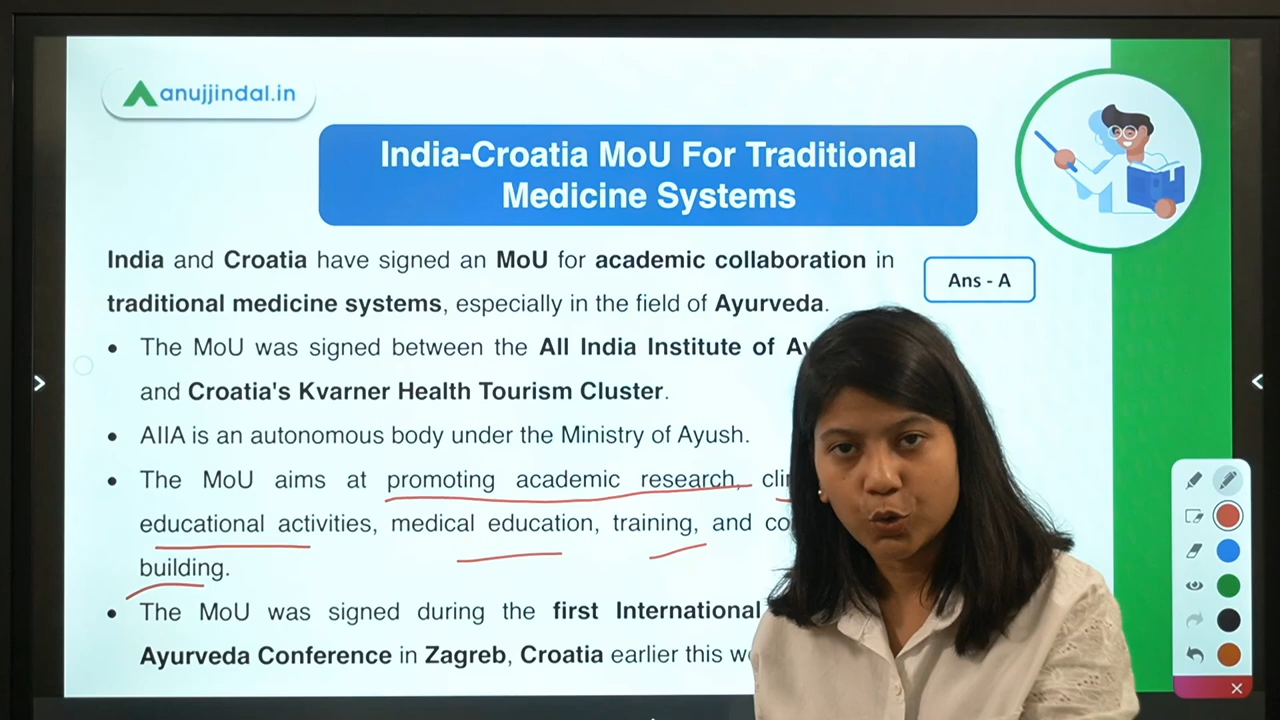 anujjindal.in
India-Croatia MoU For Traditional
Medicine Systems
India and Croatia have signed an MoU for academic collaboration in
traditional medicine systems, especially in the field of Ayurveda.
Ans - A
• The MoU was signed between the All India Institute of
and Croatia's Kvarner Health Tourism Cluster.
• AIIA is an autonomous body under the Ministry of Ayush.
• The MoU aims at promoting academic research,
educational activities, medical education, training, and
building.
• The MoU was signed during the first International
Ayurveda Conference in Zagreb, Croatia earlier this